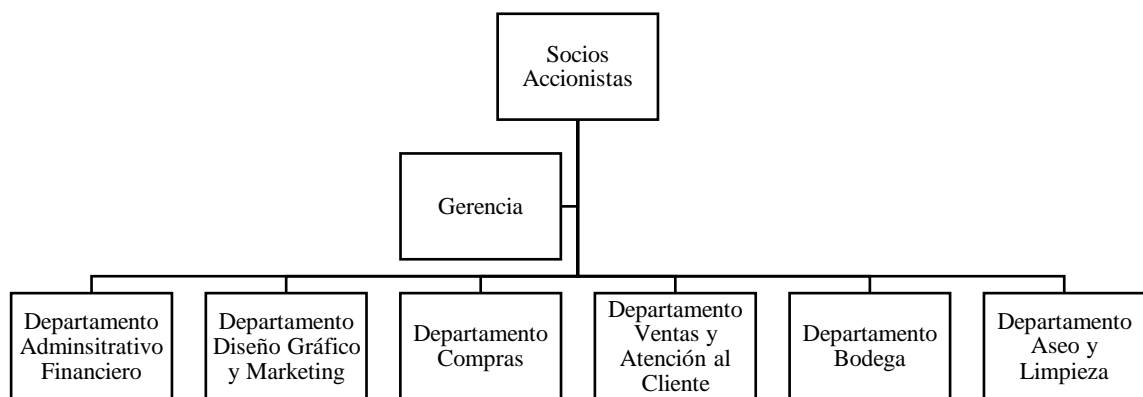 Socios
Accionistas
Gerencia
Departamento
Adminsitrativo
Financiero
Departamento
Diseño Gráfico
y Marketing
Departamento
Compras
Departamento
Ventas y
Atención al
Cliente
Departamento
Bodega
Departamento
Aseo y
Limpieza